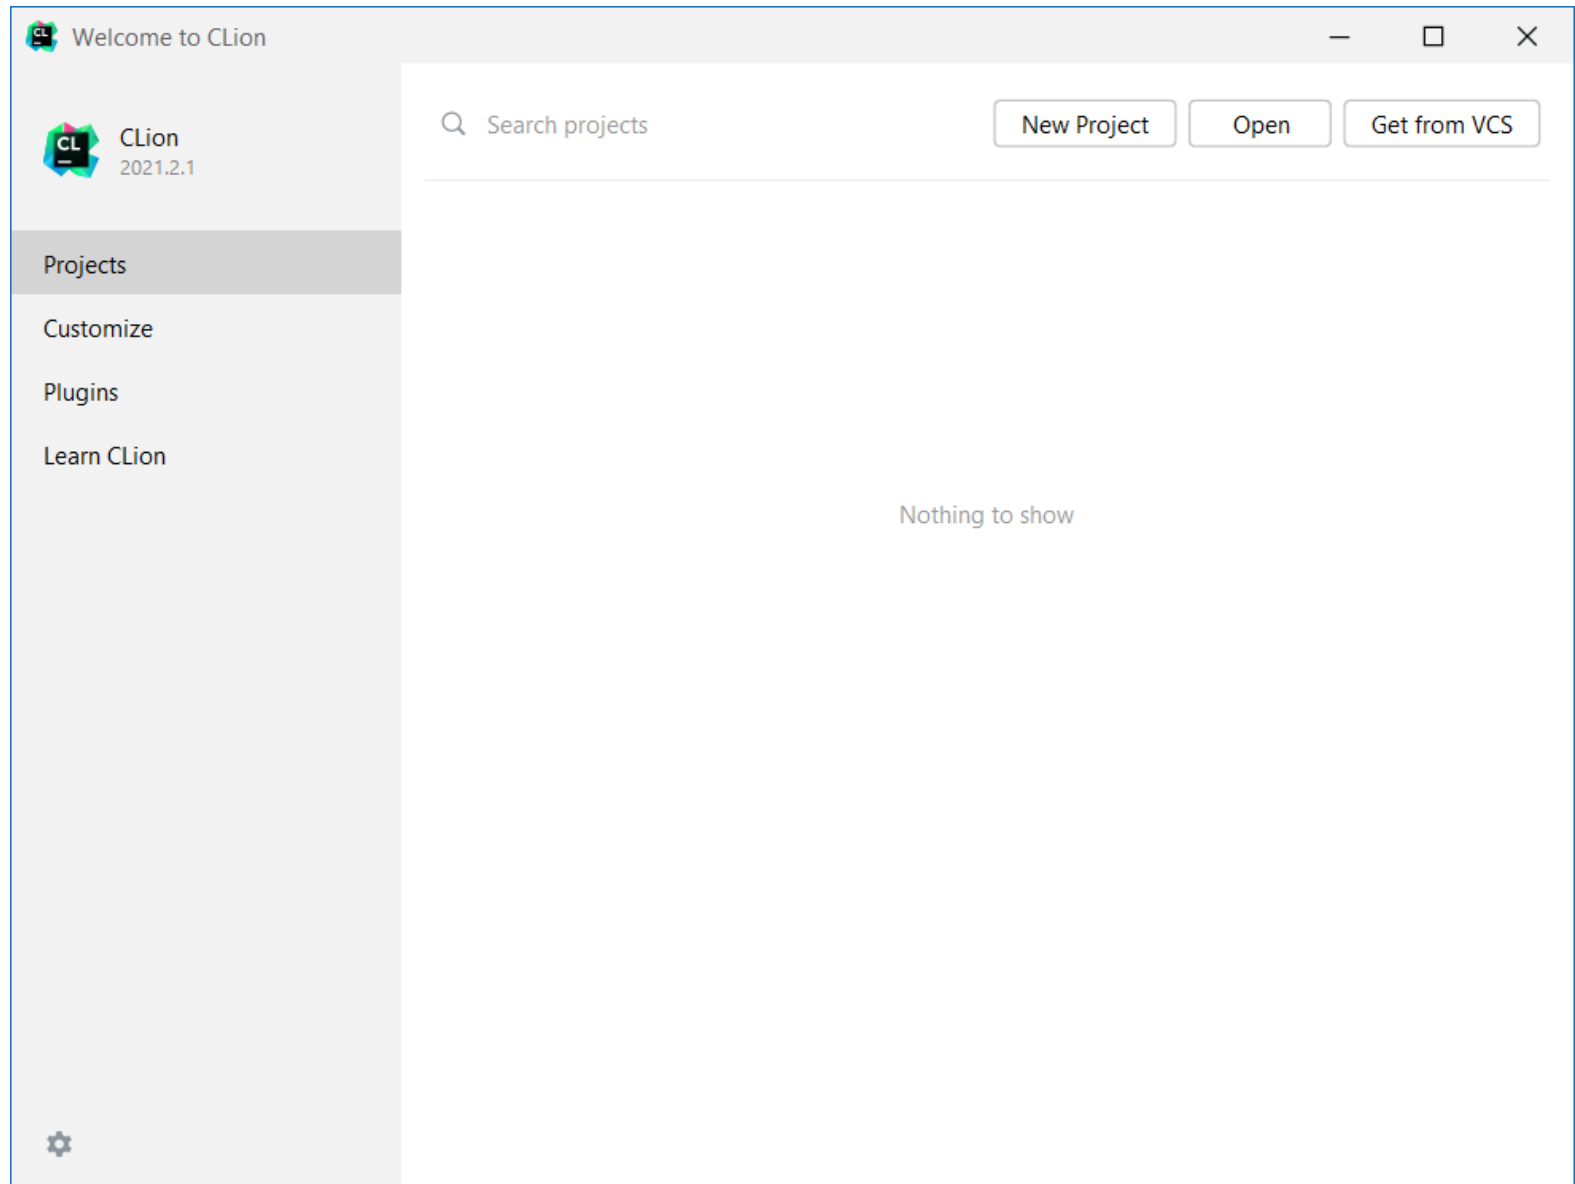 Welcome to CLion
CL
CLion
2021.2.1
Search projects
New Project
Open
Get from VCS
Projects
Customize
Plugins
Learn CLion
Nothing to show